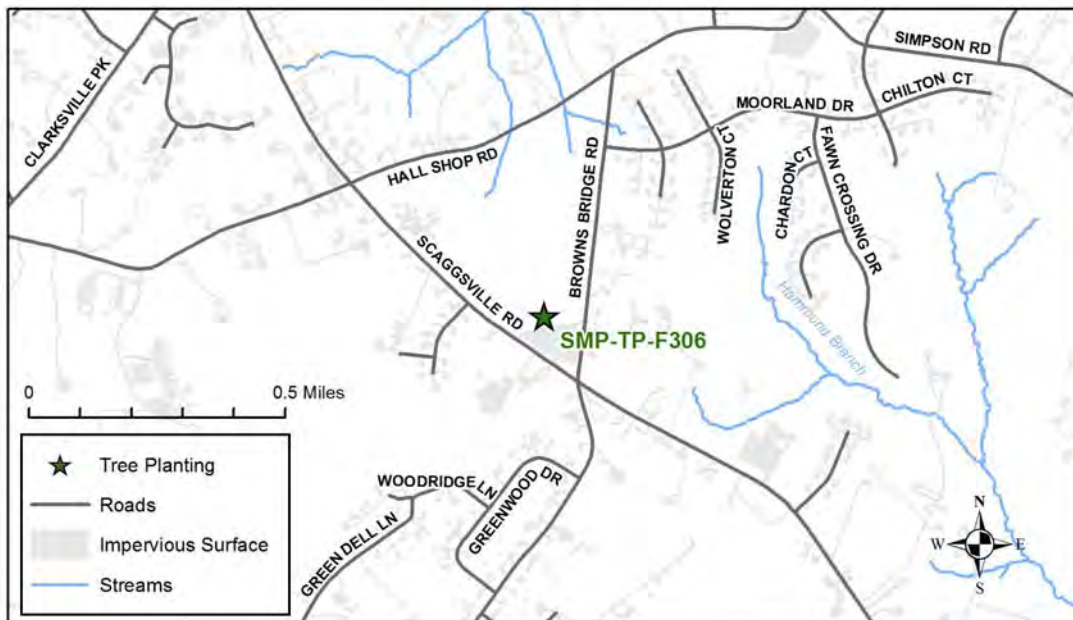 SIMPSON RD
CLARKSVILLE PK
CHILTON CT
MOORLAND DR
HALL SHOP RD
BROWNS BRIDGE RD
WOLVERTON CT
CHARDON CT
FAWN CROSSING DR
SCAGGSVILLE RD
Hammond Branch
SMP-TP-F306
0 0.5 Miles
Tree Planting
Roads
Impervious Surface
Streams
WOODRIDGE LN
GREENWOOD DR
GREEN DELL LN
N
W E
S